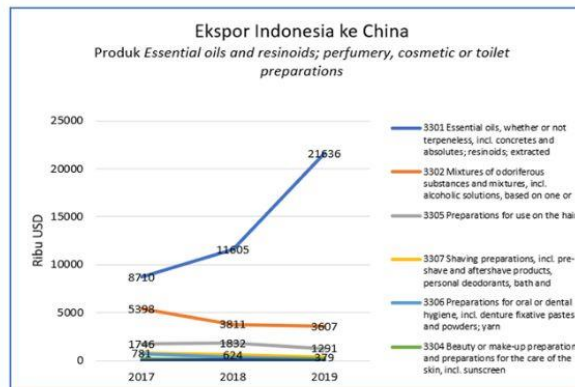 Ekspor Indonesia ke China
Produk Essential oils and resinoids; perfumery, cosmetic or toilet
preparations
Ribu USD
25000
20000
15000
10000
5000
0
8710
11605
21636
5398
3811
3607
1746
1832
1291
781
624
379
2017
2018
2019
3301 Essential oils, whether or not
terpeneless, incl. concretes and
absolutes; resinoids; extracted
3302 Mixtures of odoriferous
substances and mixtures, incl.
alcoholic solutions, based on one or
3305 Preparations for use on the hair
3307 Shaving preparations, incl. pre-
shave and aftershave products,
personal deodorants, bath and
3306 Preparations for oral or dental
hygiene, incl. denture fixative pastes
and powders; yarn
3304 Beauty or make-up preparation
and preparations for the care of the
skin, incl. sunscreen